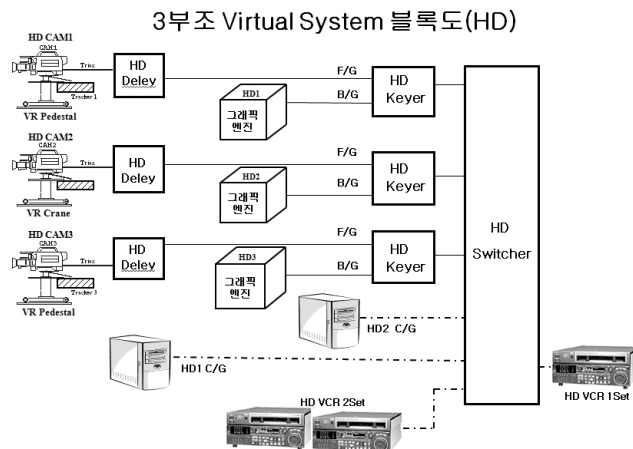 3부조 Virtual System 블록도(HD)
HD CAM1
CAM1
Triax
Tracker 1
VR Pedestal
HD
Deley
F/G
B/G
HD1
그래픽
엔진
HD
Keyer
HD CAM2
CAM2
Triax
VR Crane
HD
Deley
F/G
B/G
HD2
그래픽
엔진
HD
Keyer
HD
Switcher
HD CAM3
CAM3
Triax
Tracker 3
VR Pedestal
HD
Deley
F/G
B/G
HD3
그래픽
엔진
HD
Keyer
HD2 C/G
HD1 C/G
HD VCR 1Set
HD VCR 2Set